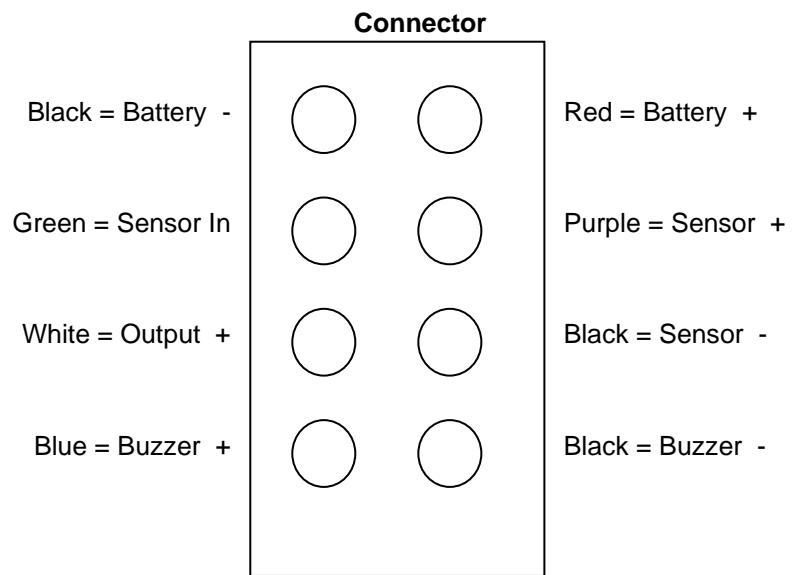 Connector
Black = Battery -
Red = Battery +
Green = Sensor In
Purple = Sensor +
White = Output +
Black = Sensor -
Blue = Buzzer +
Black = Buzzer -